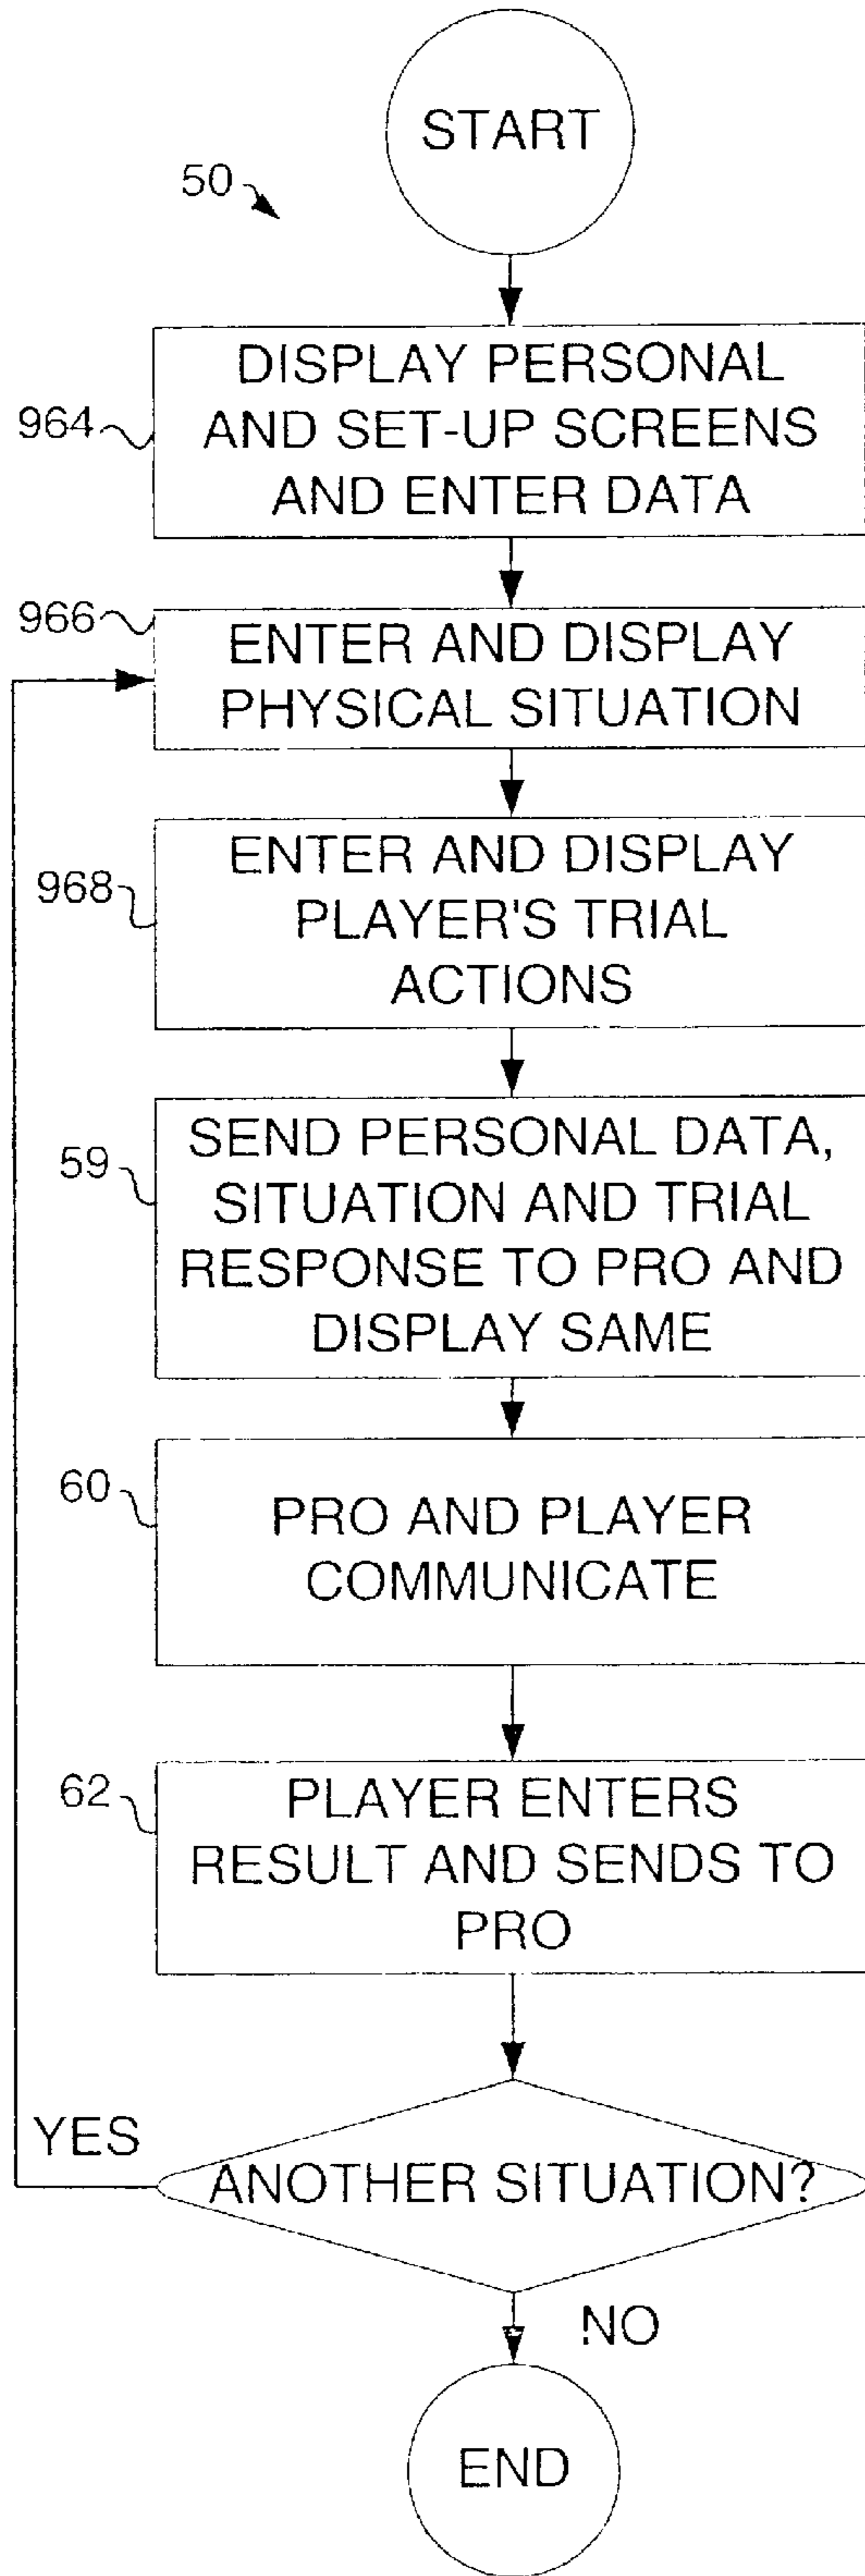 START
50
DISPLAY PERSONAL
AND SET-UP SCREENS
AND ENTER DATA
964
966
ENTER AND DISPLAY
PHYSICAL SITUATION
ENTER AND DISPLAY
PLAYER'S TRIAL
ACTIONS
968
SEND PERSONAL DATA,
SITUATION AND TRIAL
RESPONSE TO PRO AND
DISPLAY SAME
59
60
PRO AND PLAYER
COMMUNICATE
62
PLAYER ENTERS
RESULT AND SENDS TO
PRO
YES
ANOTHER SITUATION?
NO
END